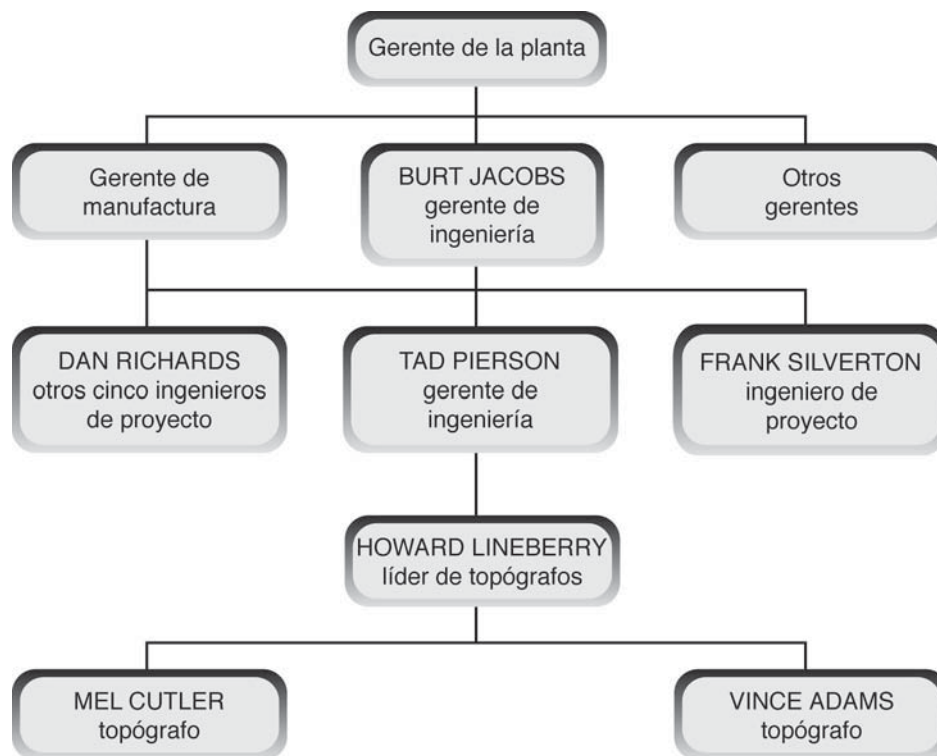 Gerente de la planta
Gerente de
manufactura
BURT JACOBS
gerente de
ingeniería
Otros
gerentes
DAN RICHARDS
otros cinco ingenieros
de proyecto
TAD PIERSON
gerente de
ingeniería
FRANK SILVERTON
ingeniero de
proyecto
HOWARD LINEBERRY
líder de topógrafos
MEL CUTLER
topógrafo
VINCE ADAMS
topógrafo